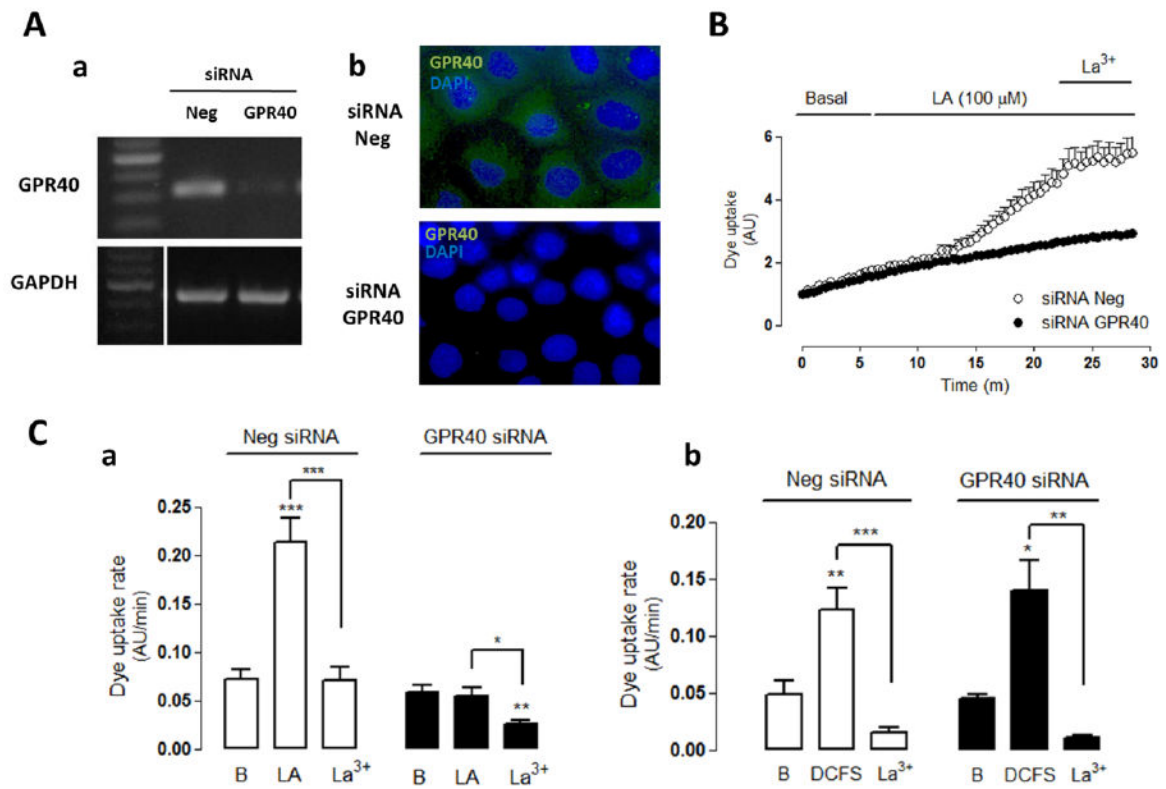 A
a
siRNA
Neg GPR40
GPR40
GAPDH
b
siRNA
Neg
GPR40
DAPI
siRNA
GPR40
GPR40
DAPI
B
La3+
Basal LA (100 µM)
Dye uptake
(AU)
6
4
2
0
siRNA Neg
siRNA GPR40
0 5 10 15 20 25 30
Time (m)
C
a
Neg siRNA GPR40 siRNA
Dye uptake rate
(AU/min)
0.25
0.20
0.15
0.10
0.05
0.00
***
***
*
**
B LA La3+ B LA La3+
b
Neg siRNA GPR40 siRNA
Dye uptake rate
(AU/min)
0.20
0.15
0.10
0.05
0.00
***
**
**
*
B DCFS La3+ B DCFS La3+